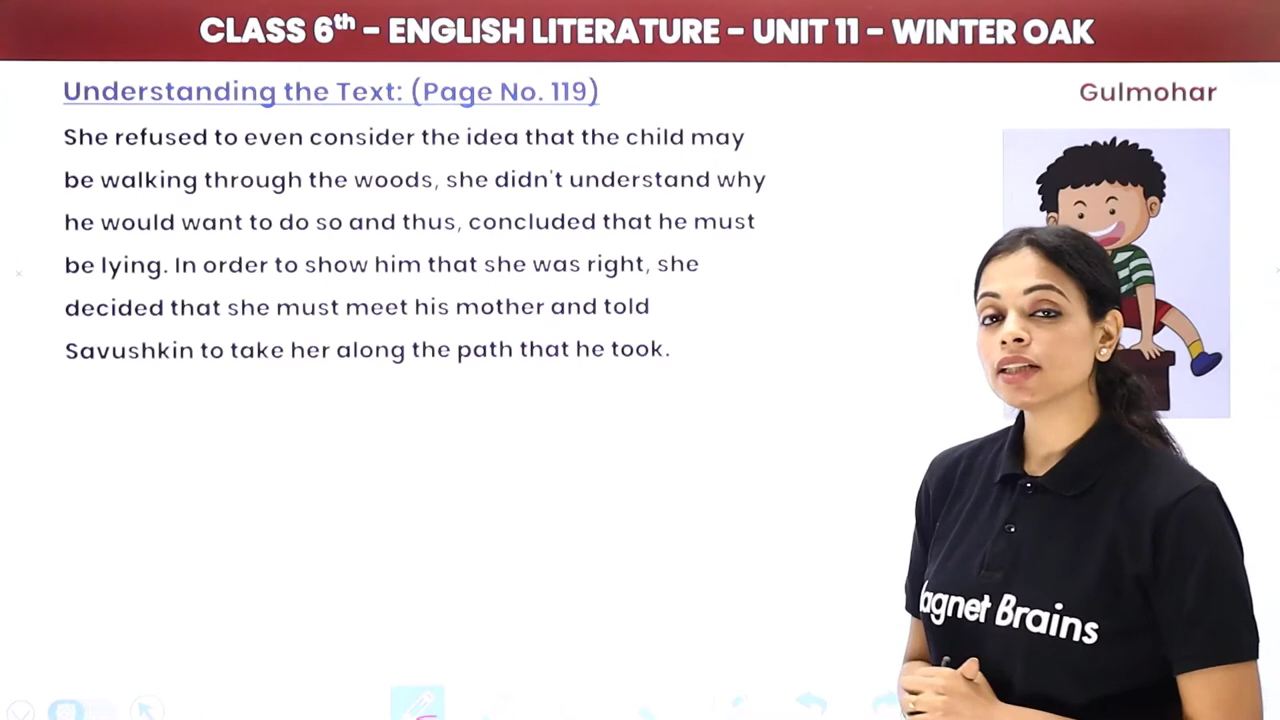 CLASS 6th – ENGLISH LITERATURE – UNIT 11 – WINTER OAK
Understanding the Text: (Page No. 119)
Gulmohar
She refused to even consider the idea that the child may
be walking through the woods, she didn't understand why
he would want to do so and thus, concluded that he must
be lying. In order to show him that she was right, she
decided that she must meet his mother and told
Savushkin to take her along the path that he took.
agnet Brains